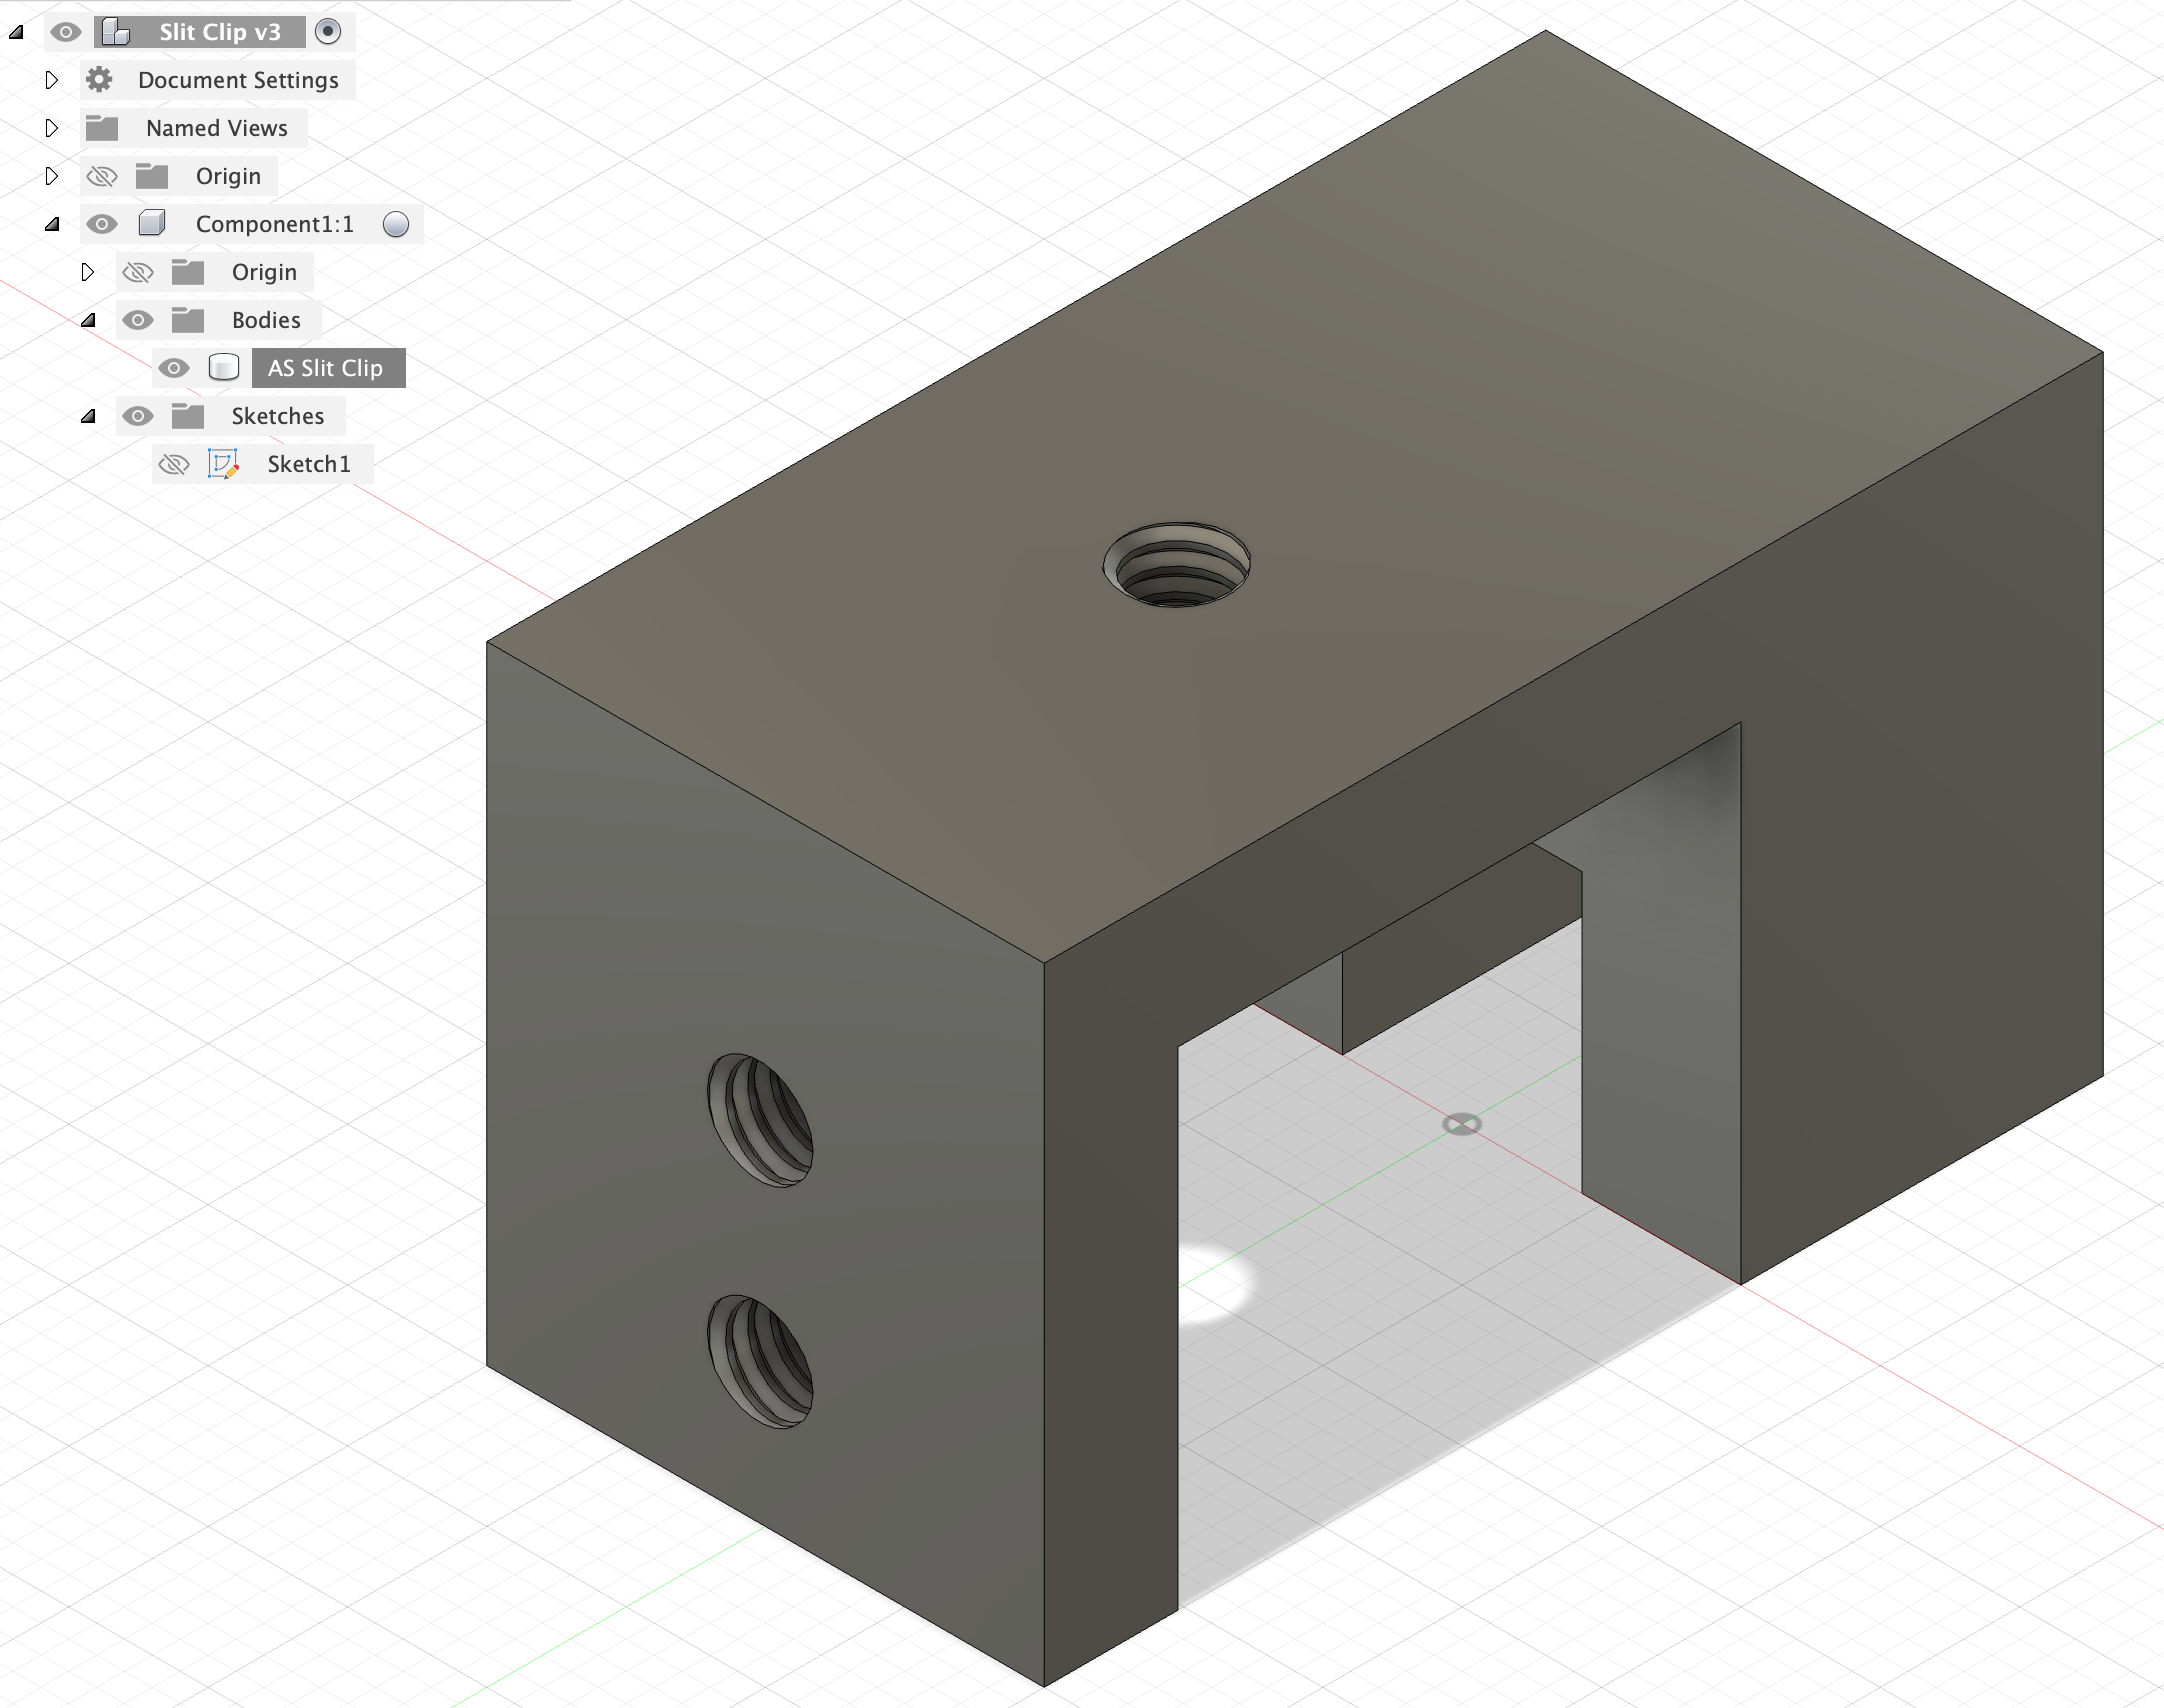 Slit Clip v3
Document Settings
Named Views
Origin
Component1:1
Origin
Bodies
AS Slit Clip
Sketches
Sketch1